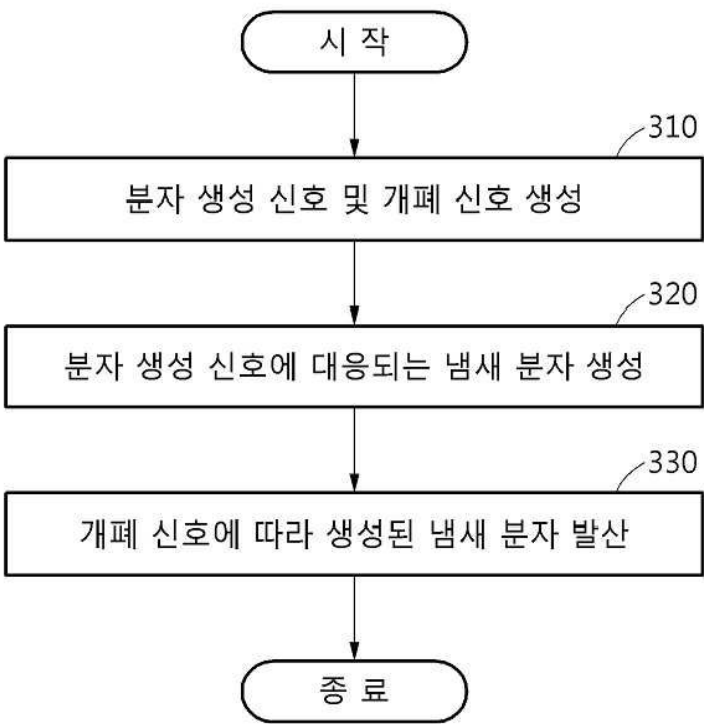 시 작
310
분자 생성 신호 및 개폐 신호 생성
320
분자 생성 신호에 대응되는 냄새 분자 생성
330
개폐 신호에 따라 생성된 냄새 분자 발산
종 료